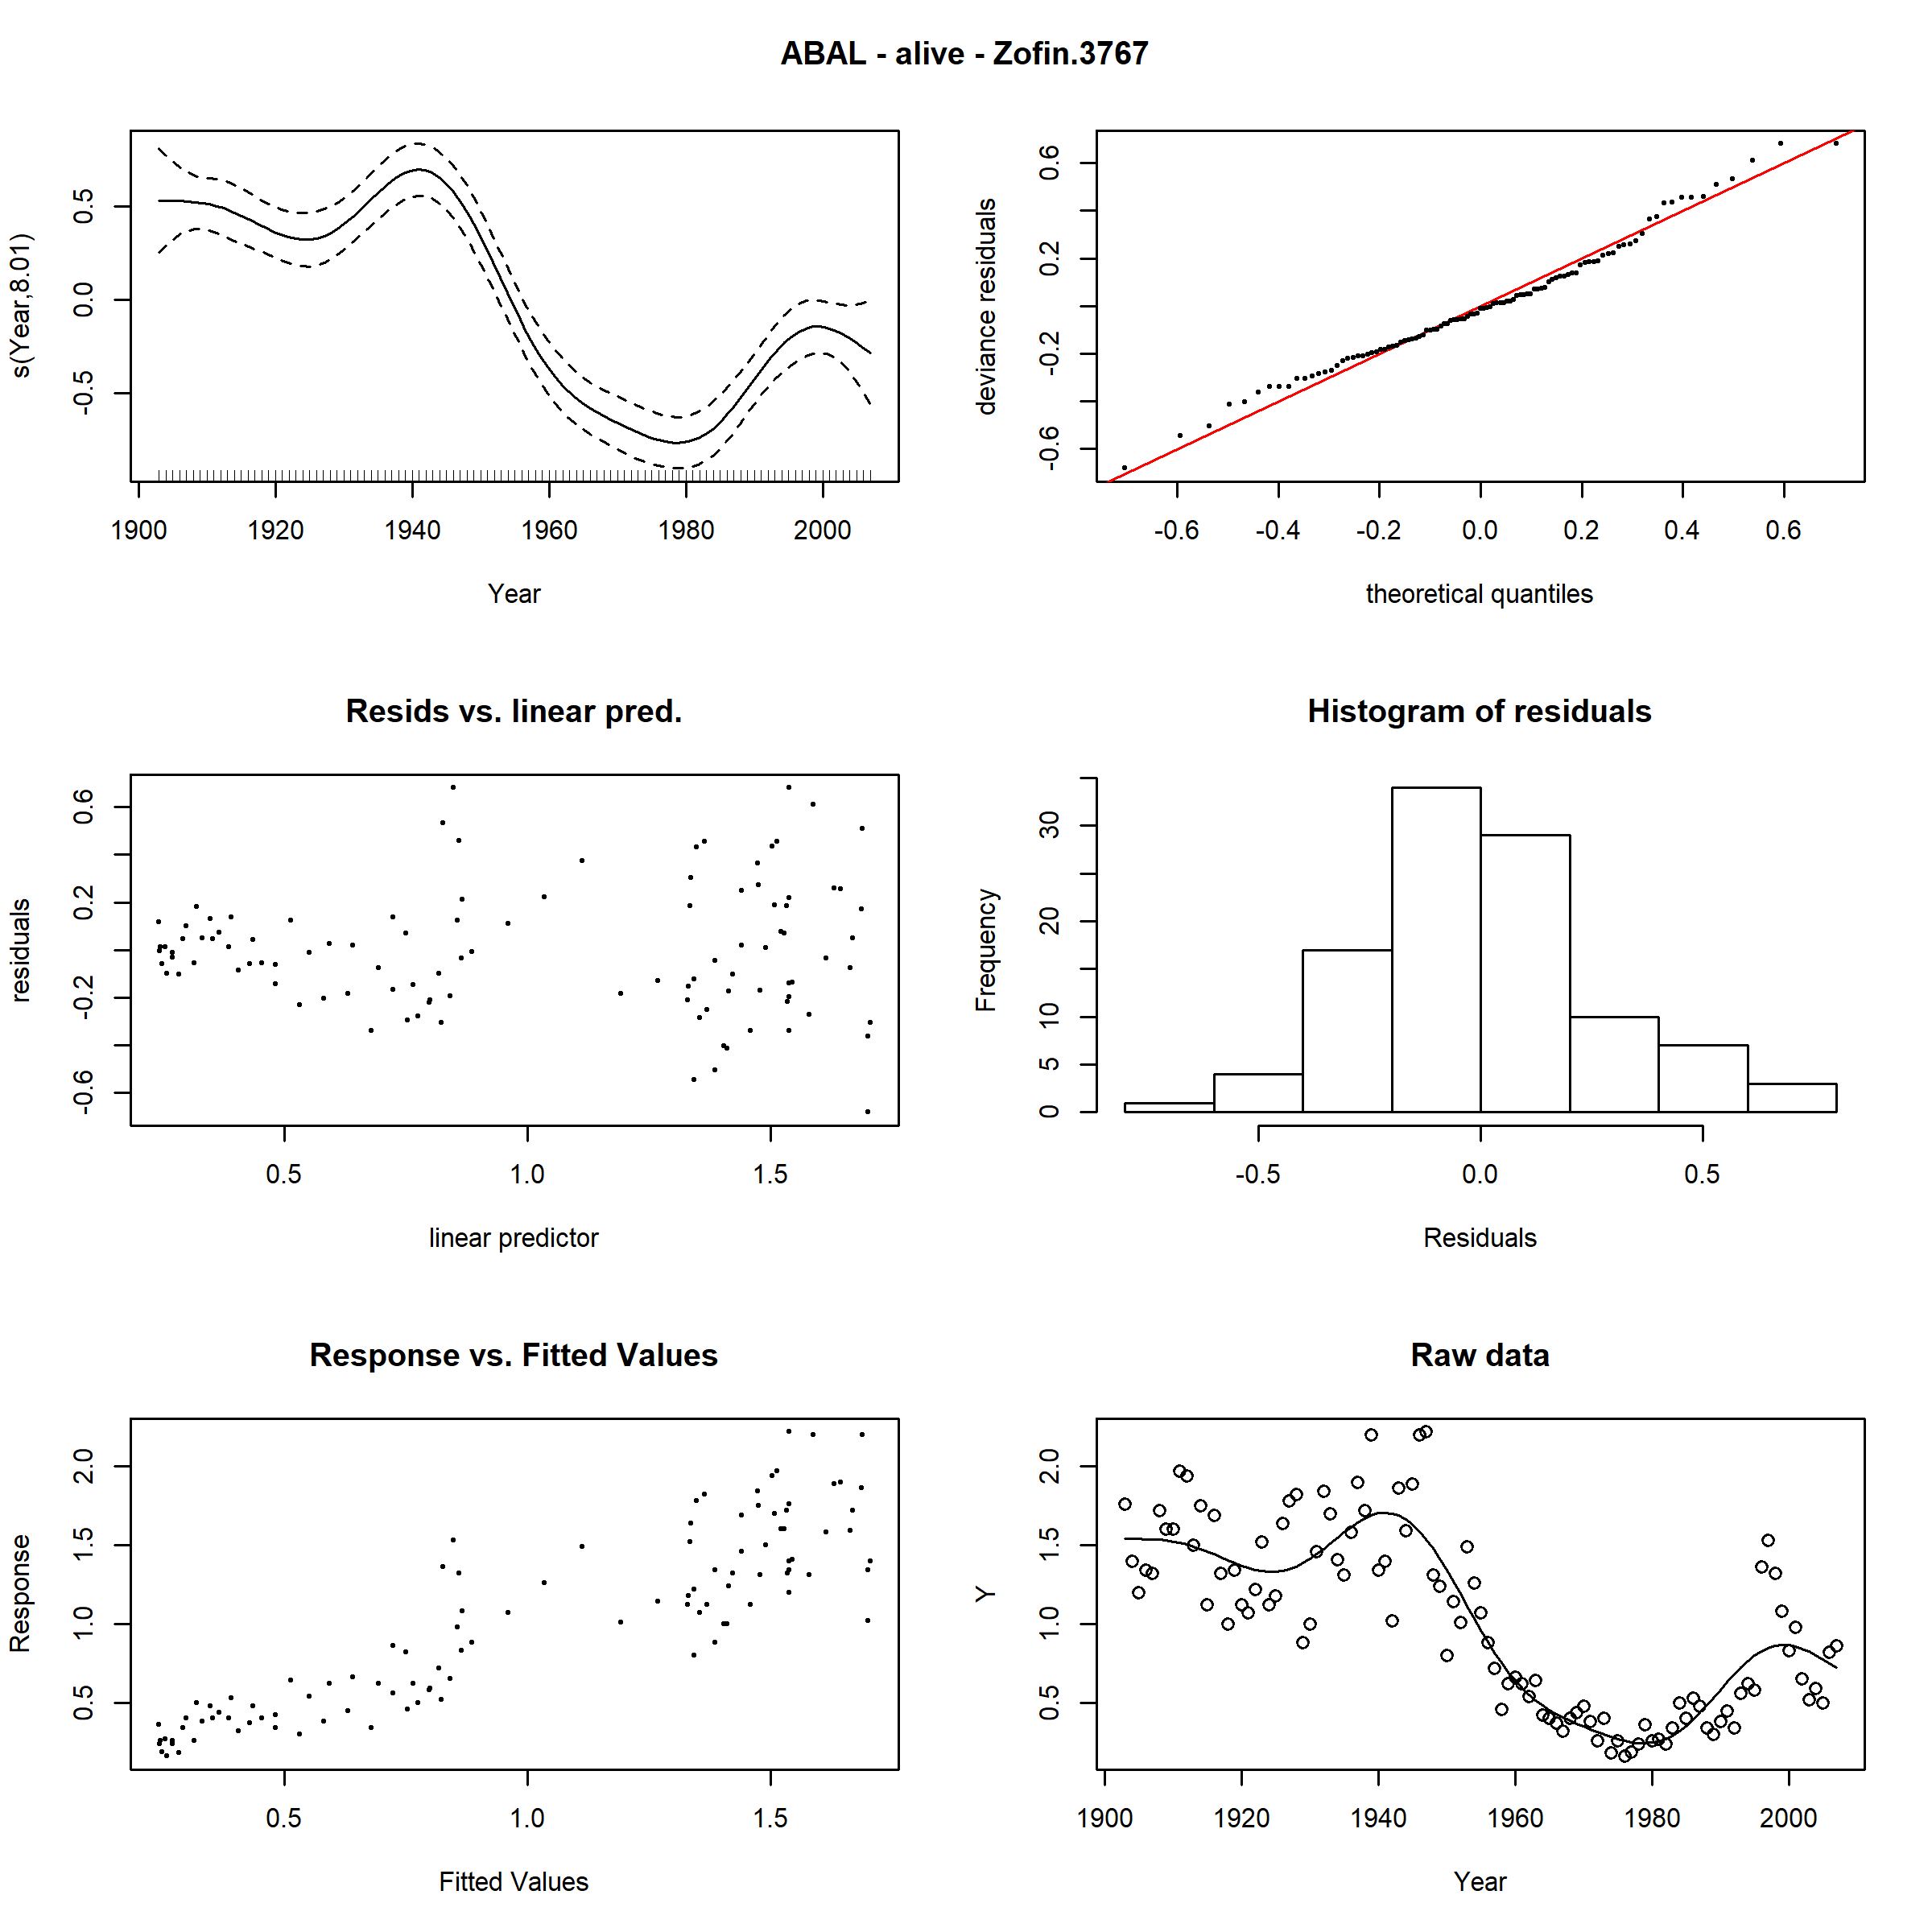 ABAL - alive - Zofin.3767
s(Year,8.01)
0.5
0.0
-0.5
1900 1920 1940 1960 1980 2000
Year
deviance residuals
0.6
0.2
-0.2
-0.6
-0.6 -0.4 -0.2 0.0 0.2 0.4 0.6
theoretical quantiles
Resids vs. linear pred.
residuals
0.6
0.2
-0.2
-0.6
0.5 1.0 1.5
linear predictor
Histogram of residuals
Frequency
30
20
10
5
0
-0.5 0.0 0.5
Residuals
Response vs. Fitted Values
Response
2.0
1.5
1.0
0.5
0.5 1.0 1.5
Fitted Values
Raw data
Y
2.0
1.5
1.0
0.5
1900 1920 1940 1960 1980 2000
Year